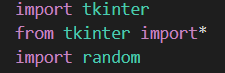 import tkinter
from tkinter import*
import random